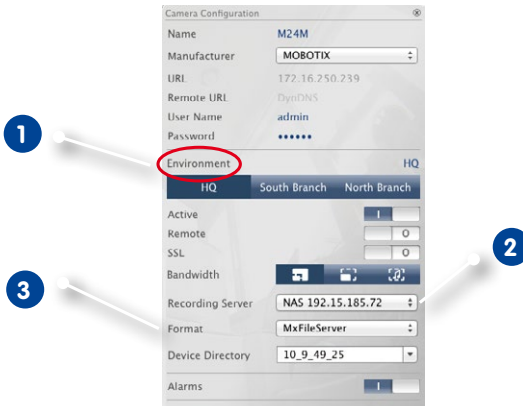 Camera Configuration
Name M24M
Manufacturer MOBOTIX
URL 172.16.250.239
Remote URL DynDNS
User Name admin
Password ••••••
1
Environment HQ
HQ South Branch North Branch
Active I
Remote O
SSL O
2
Bandwidth
3
Recording Server NAS 192.15.185.72
Format MxFileServer
Device Directory 10_9_49_25
Alarms I